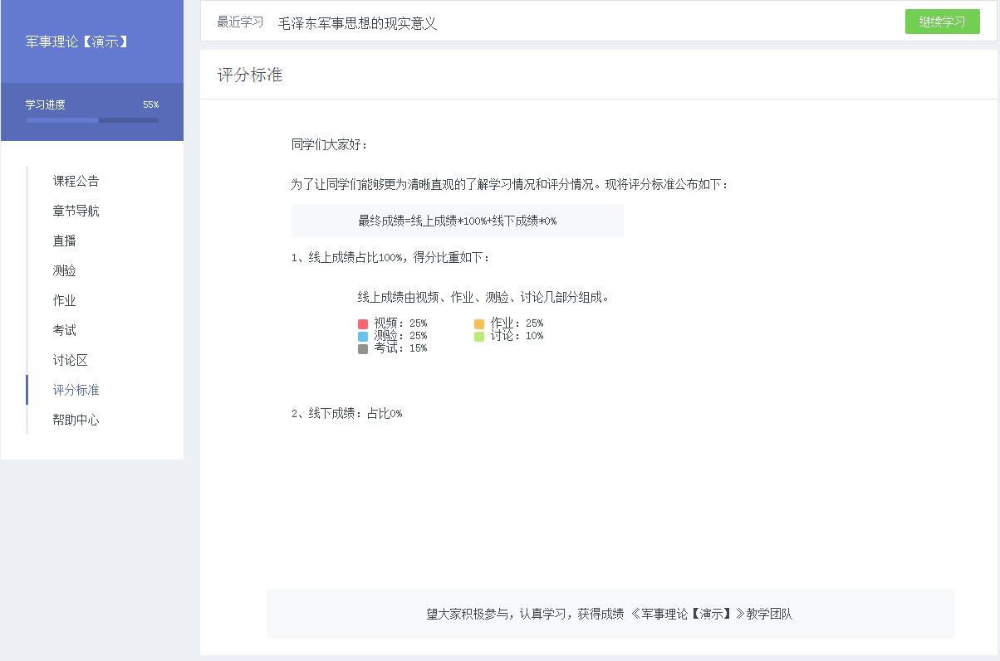 军事理论【演示】
学习进度 55%
课程公告
章节导航
直播
测验
作业
考试
讨论区
评分标准
帮助中心
最近学习 毛泽东军事思想的现实意义 继续学习
评分标准
同学们大家好：
为了让同学们能够更为清晰直观的了解学习情况和评分情况。现将评分标准公布如下：
最终成绩=线上成绩*100%+线下成绩*0%
1、线上成绩占比100%，得分比重如下：
线上成绩由视频、作业、测验、讨论几部分组成。
视频：25% 作业：25%
测验：25% 讨论：10%
考试：15%
2、线下成绩：占比0%
望大家积极参与，认真学习，获得成绩 《军事理论【演示】》教学团队